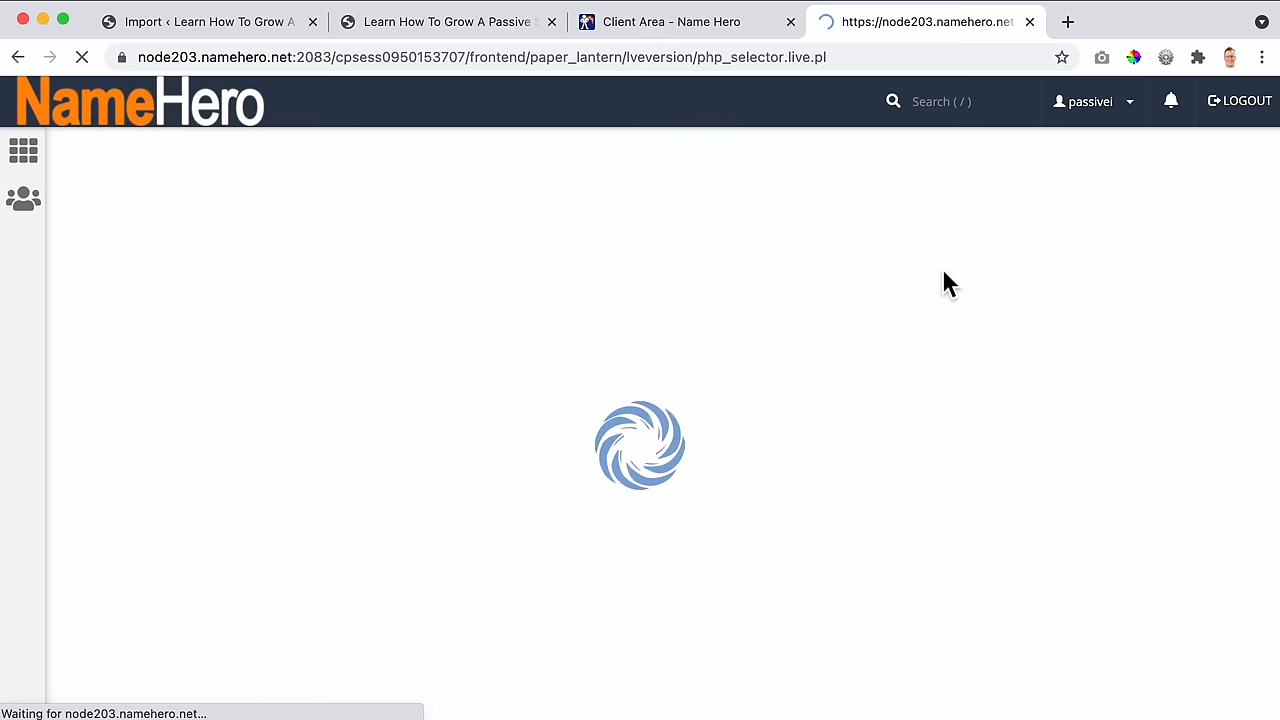 Import ‹ Learn How To Grow A
Learn How To Grow A Passive
Client Area - Name Hero
https://node203.namehero.net
node203.namehero.net:2083/cpsess0950153707/frontend/paper_lantern/lveversion/php_selector.live.pl
NameHero
Search ( / )
passivei
LOGOUT
Waiting for node203.namehero.net...